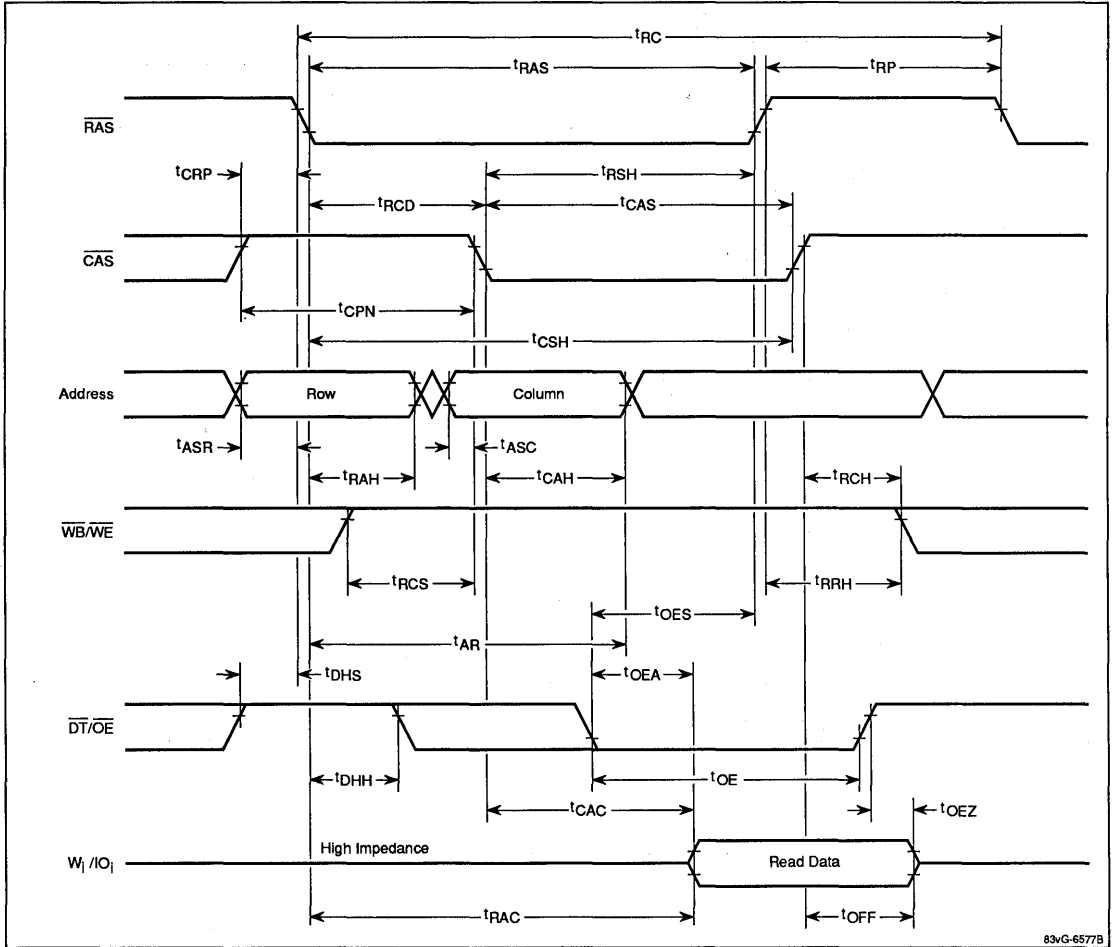 tRC
tRAS
tRP
RAS
tCRP
tRSH
tRCD
tCAS
CAS
tCPN
tCSH
Address
Row
Column
tASR
tASC
tRAH
tCAH
tRCH
WB/WE
tRCS
tRRH
tOES
tAR
tDHS
tOEA
DT/OE
tDHH
tOE
tCAC
tOEZ
High Impedance
Wi /IOi
Read Data
tRAC
tOFF
83vG-6577B